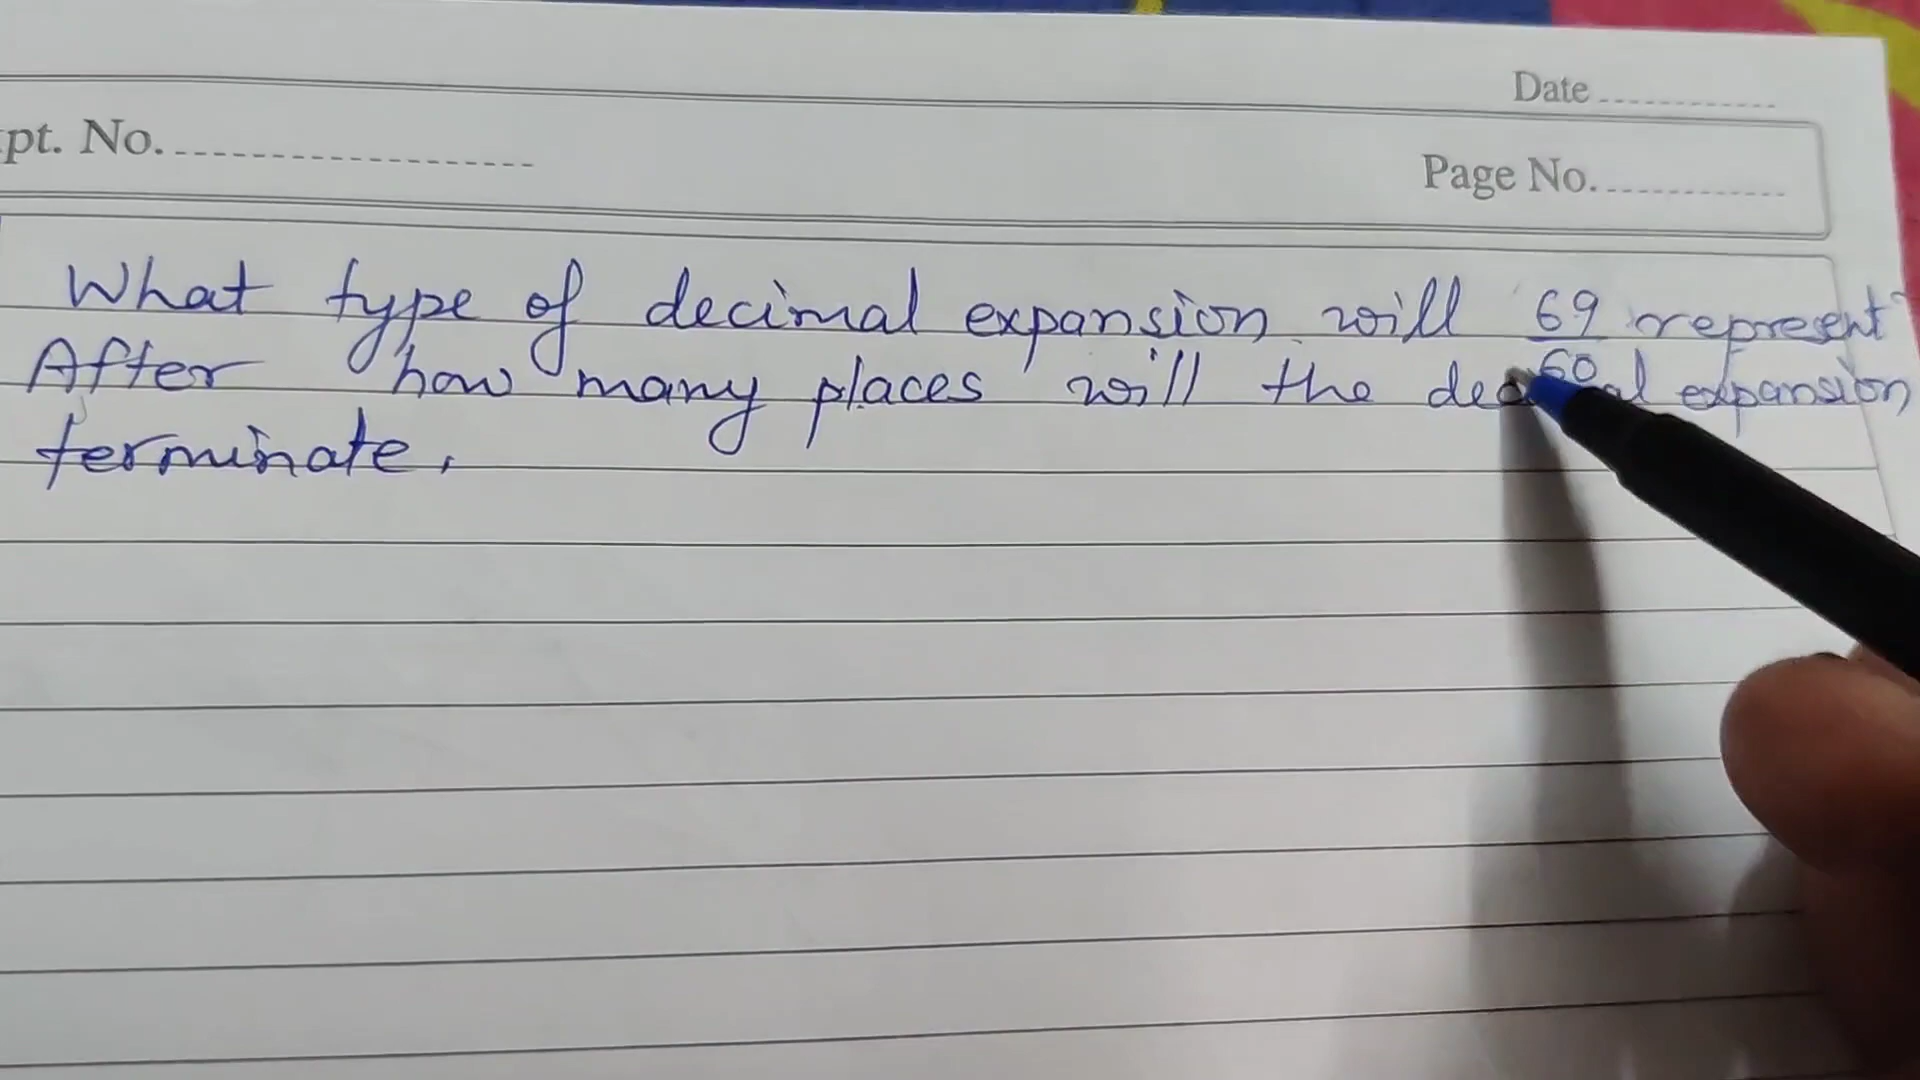 Date
pt. No.
Page No.
What type of decimal expansion will 69/60 represent?
After how many places will the decimal expansion
terminate.